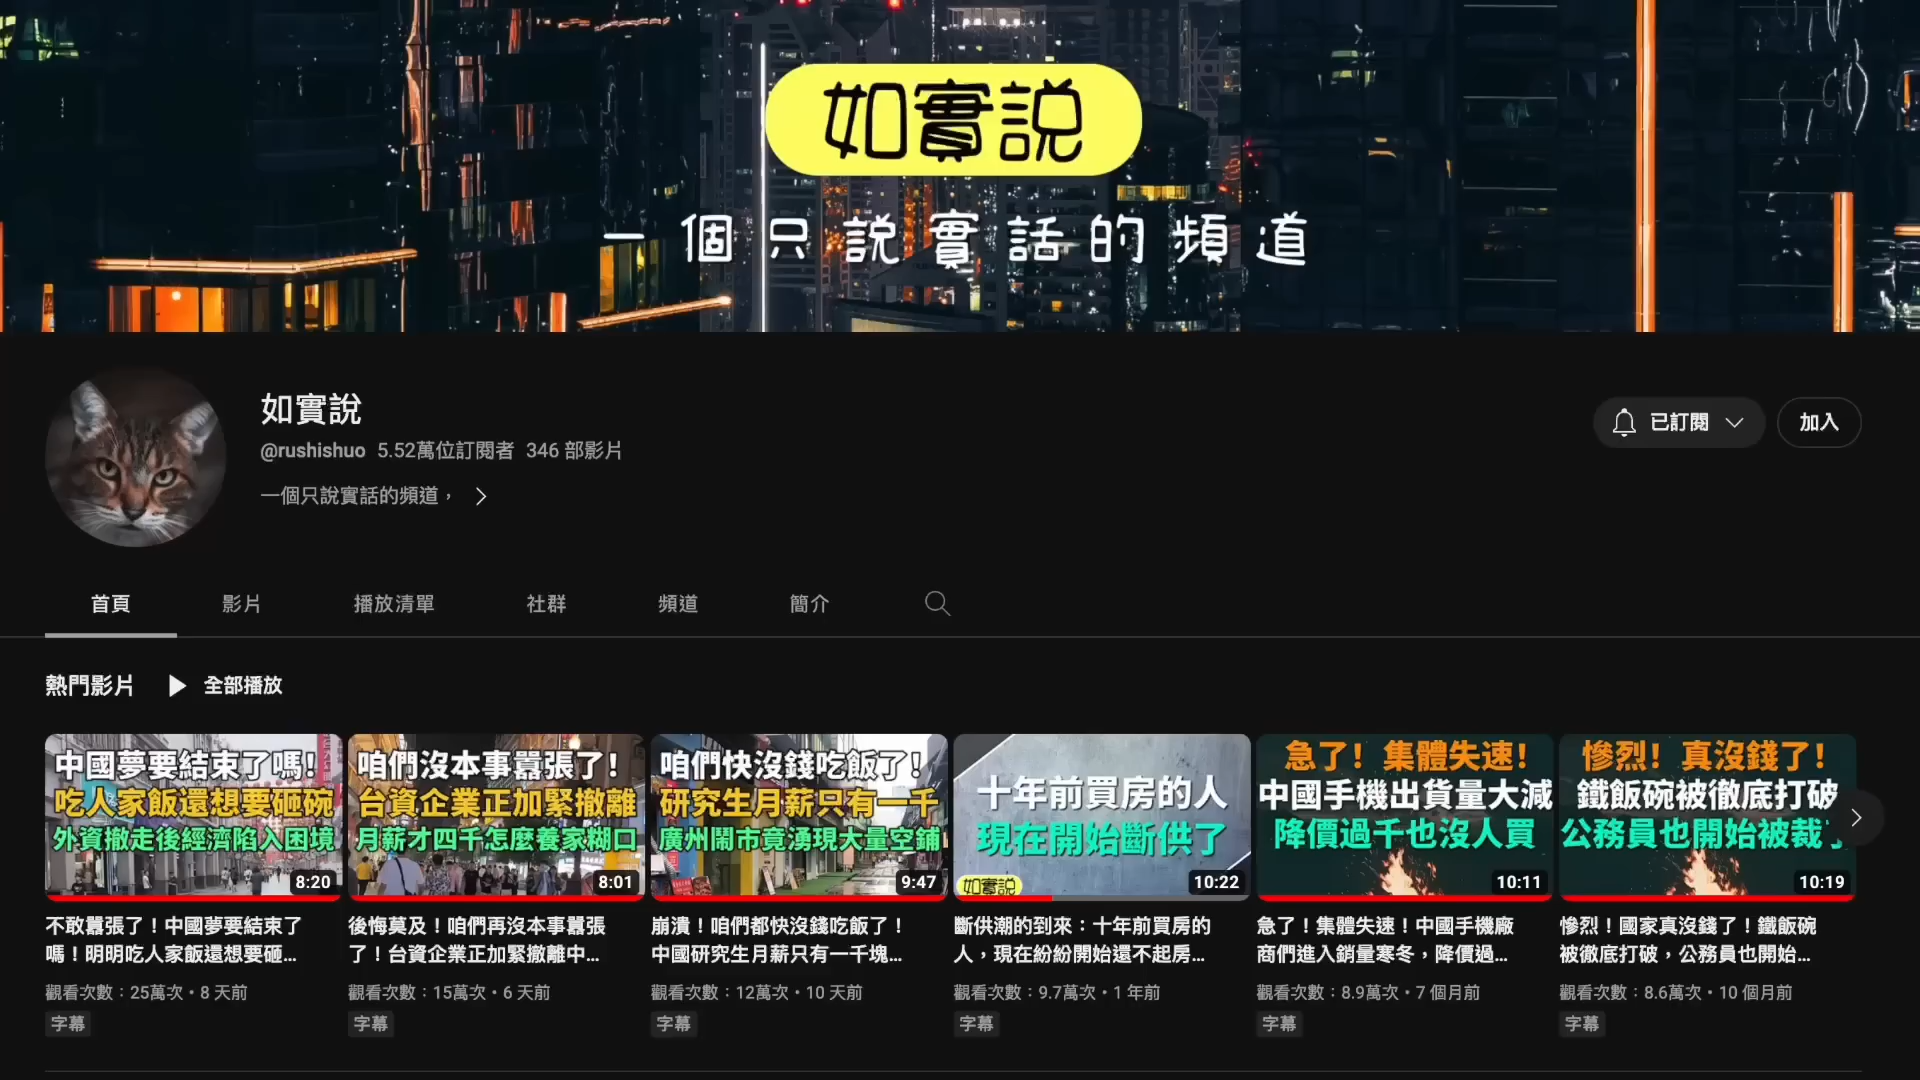 如實説
一個只說實話的頻道
如實說
@rushishuo 5.52萬位訂閱者 346 部影片
一個只說實話的頻道，
已訂閱
加入
首頁
影片
播放清單
社群
頻道
簡介
熱門影片
全部播放
中國夢要結束了嗎！
吃人家飯還想要砸碗
外資撤走後經濟陷入困境
8:20
不敢囂張了！中國夢要結束了
嗎！明明吃人家飯還想要砸...
觀看次數：25萬次・8 天前
字幕
咱們沒本事囂張了！
台資企業正加緊撤離
月薪才四千怎麼養家糊口
8:01
後悔莫及！咱們再沒本事囂張
了！台資企業正加緊撤離中...
觀看次數：15萬次・6 天前
字幕
咱們快沒錢吃飯了！
研究生月薪只有一千
廣州鬧市竟湧現大量空鋪
9:47
崩潰！咱們都快沒錢吃飯了！
中國研究生月薪只有一千塊...
觀看次數：12萬次・10 天前
字幕
十年前買房的人
現在開始斷供了
如實說
10:22
斷供潮的到來：十年前買房的
人，現在紛紛開始還不起房...
觀看次數：9.7萬次・1 年前
字幕
急了！集體失速！
中國手機出貨量大減
降價過千也沒人買
10:11
急了！集體失速！中國手機廠
商們進入銷量寒冬，降價過...
觀看次數：8.9萬次・7 個月前
字幕
慘烈！真沒錢了！
鐵飯碗被徹底打破
公務員也開始被裁
10:19
慘烈！國家真沒錢了！鐵飯碗
被徹底打破，公務員也開始...
觀看次數：8.6萬次・10 個月前
字幕